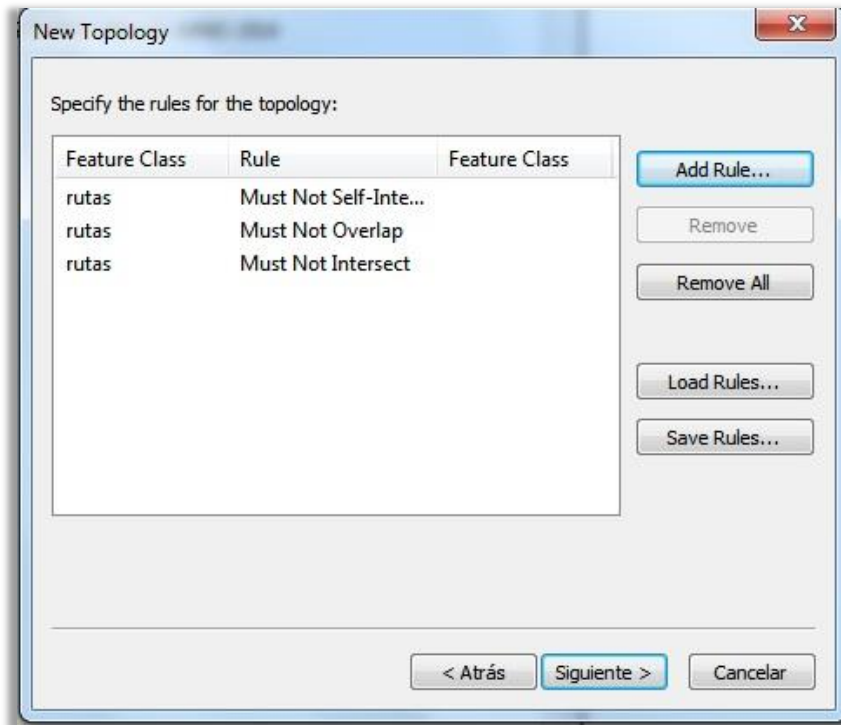 New Topology
Specify the rules for the topology:
Feature Class Rule Feature Class
rutas Must Not Self-Inte...
rutas Must Not Overlap
rutas Must Not Intersect
Add Rule...
Remove
Remove All
Load Rules...
Save Rules...
< Atrás Siguiente > Cancelar